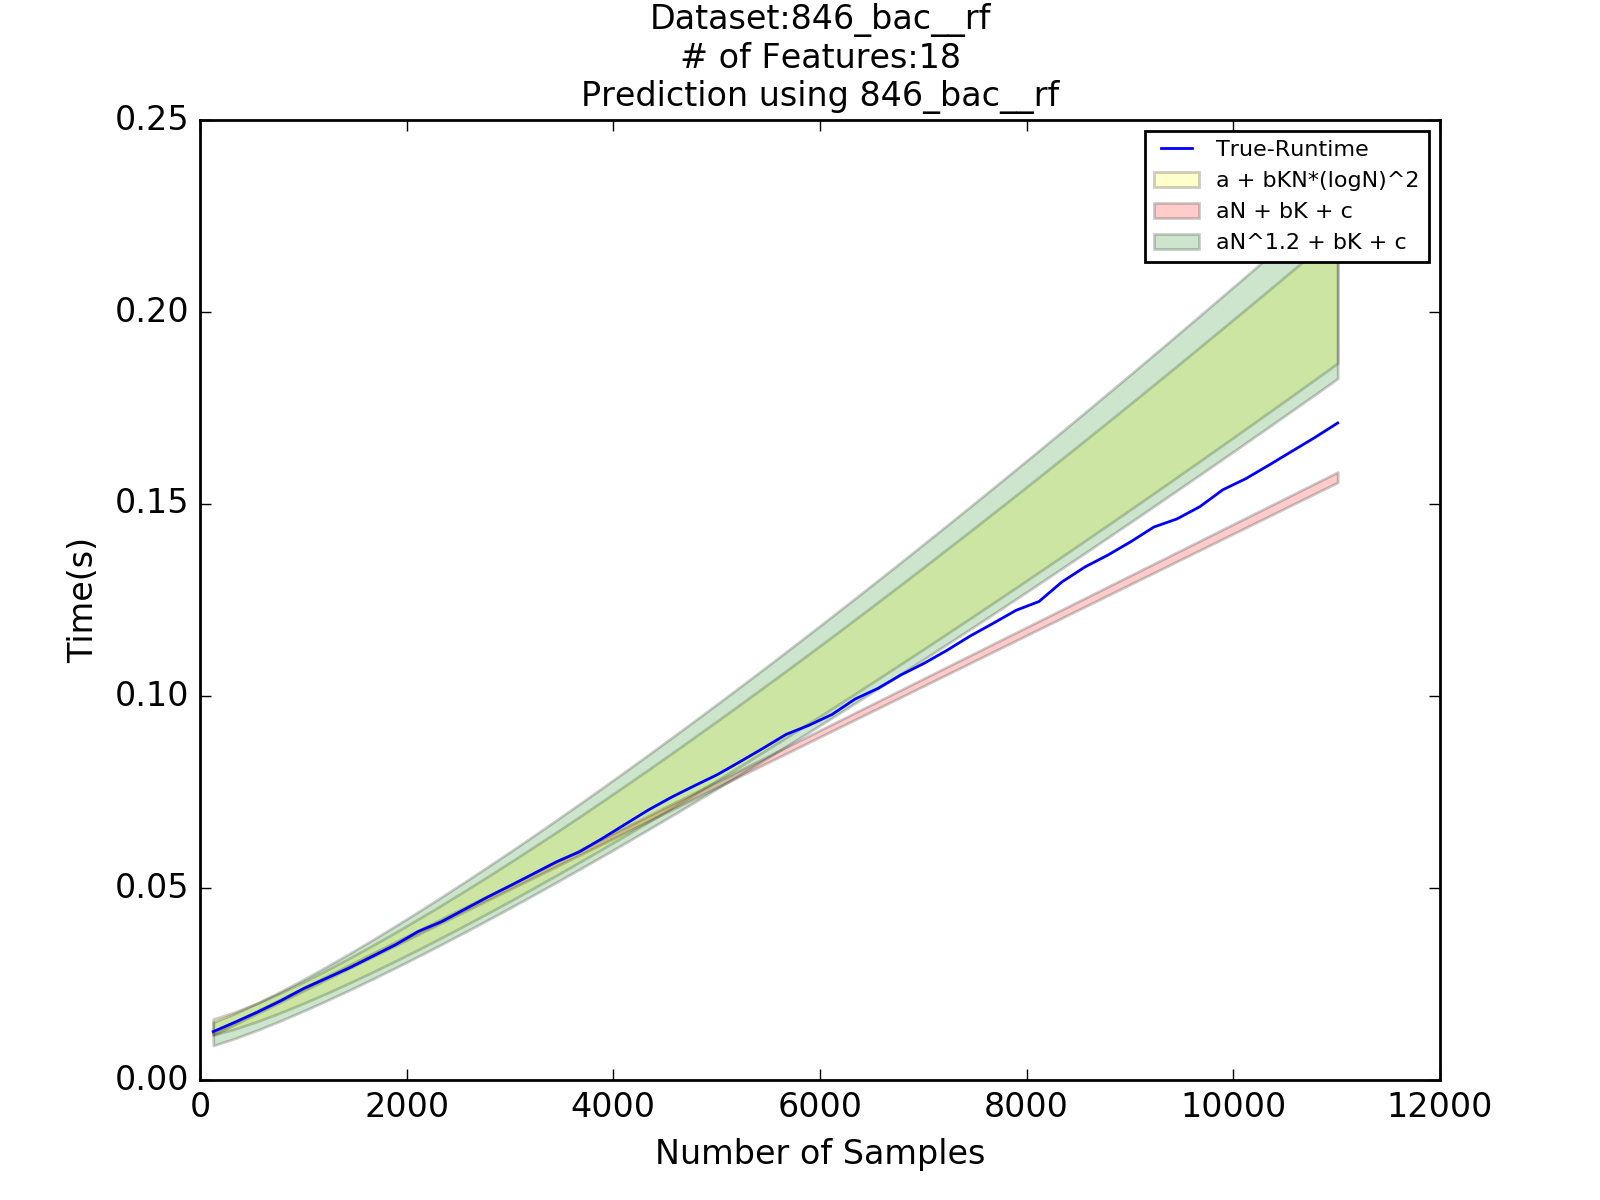 Dataset:846_bac__rf
# of Features:18
Prediction using 846_bac__rf
0.25
0.20
0.15
0.10
0.05
0.00
Time(s)
True-Runtime
a + bKN*(logN)^2
aN + bK + c
aN^1.2 + bK + c
0 2000 4000 6000 8000 10000 12000
Number of Samples